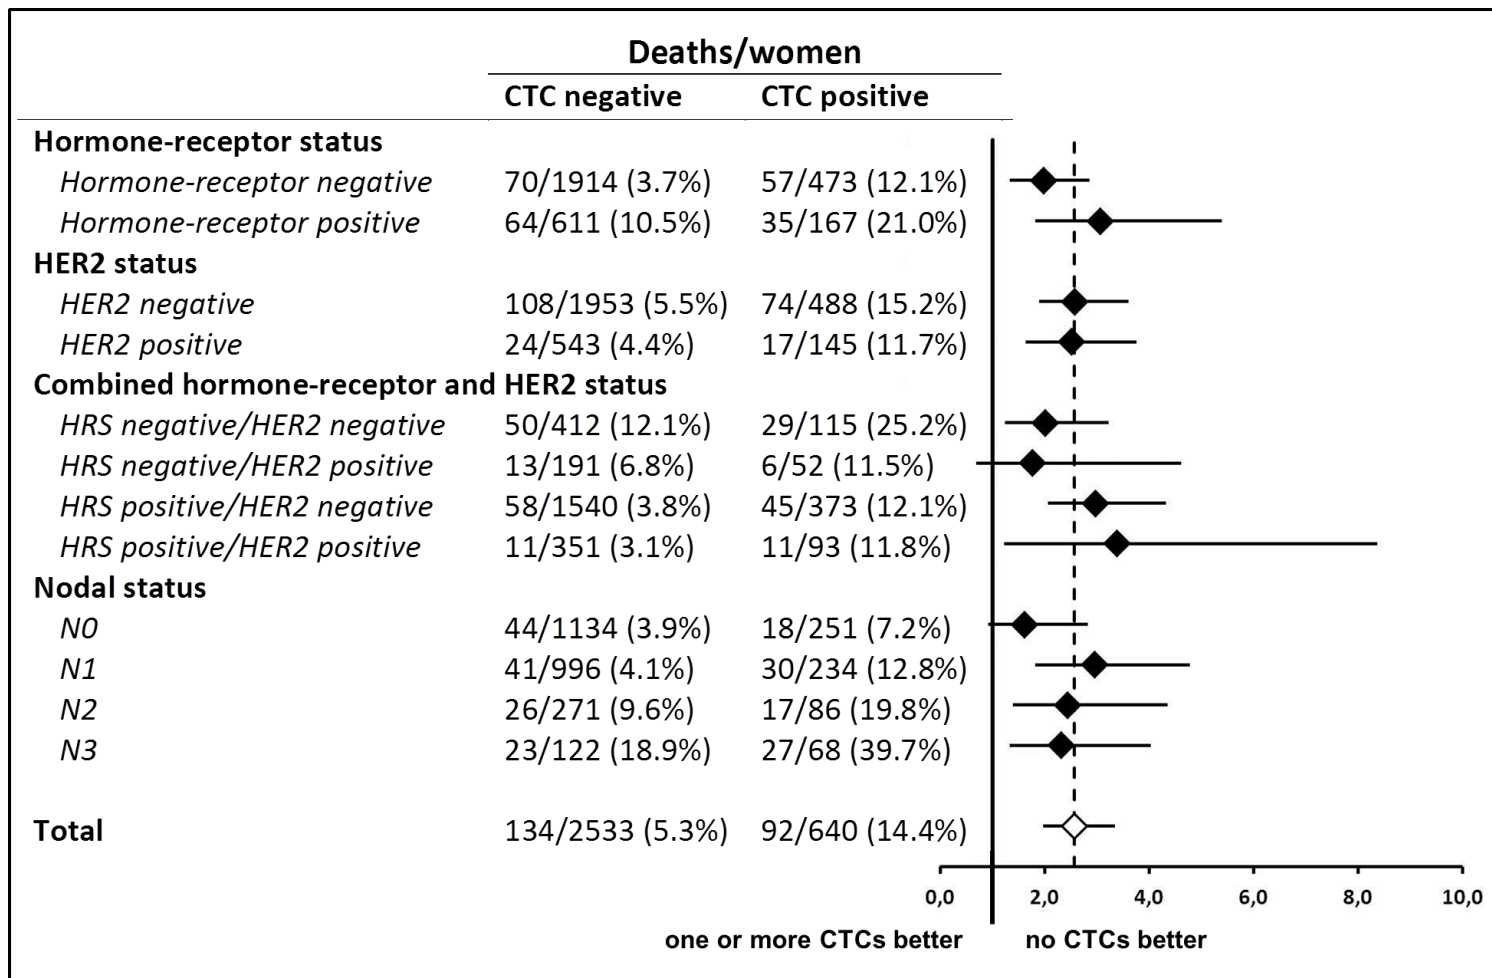 Deaths/women
CTC negative CTC positive
Hormone-receptor status
Hormone-receptor negative 70/1914 (3.7%) 57/473 (12.1%)
Hormone-receptor positive 64/611 (10.5%) 35/167 (21.0%)
HER2 status
HER2 negative 108/1953 (5.5%) 74/488 (15.2%)
HER2 positive 24/543 (4.4%) 17/145 (11.7%)
Combined hormone-receptor and HER2 status
HRS negative/HER2 negative 50/412 (12.1%) 29/115 (25.2%)
HRS negative/HER2 positive 13/191 (6.8%) 6/52 (11.5%)
HRS positive/HER2 negative 58/1540 (3.8%) 45/373 (12.1%)
HRS positive/HER2 positive 11/351 (3.1%) 11/93 (11.8%)
Nodal status
N0 44/1134 (3.9%) 18/251 (7.2%)
N1 41/996 (4.1%) 30/234 (12.8%)
N2 26/271 (9.6%) 17/86 (19.8%)
N3 23/122 (18.9%) 27/68 (39.7%)
Total 134/2533 (5.3%) 92/640 (14.4%)
0,0 2,0 4,0 6,0 8,0 10,0
one or more CTCs better no CTCs better